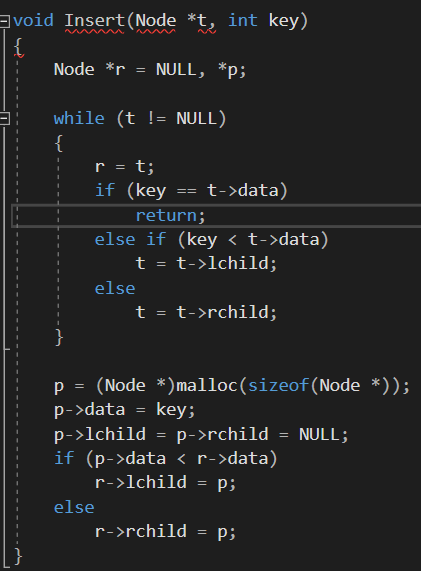 void Insert(Node *t, int key)
{
    Node *r = NULL, *p;

    while (t != NULL)
    {
        r = t;
        if (key == t->data)
            return;
        else if (key < t->data)
            t = t->lchild;
        else
            t = t->rchild;
    }

    p = (Node *)malloc(sizeof(Node *));
    p->data = key;
    p->lchild = p->rchild = NULL;
    if (p->data < r->data)
        r->lchild = p;
    else
        r->rchild = p;
}